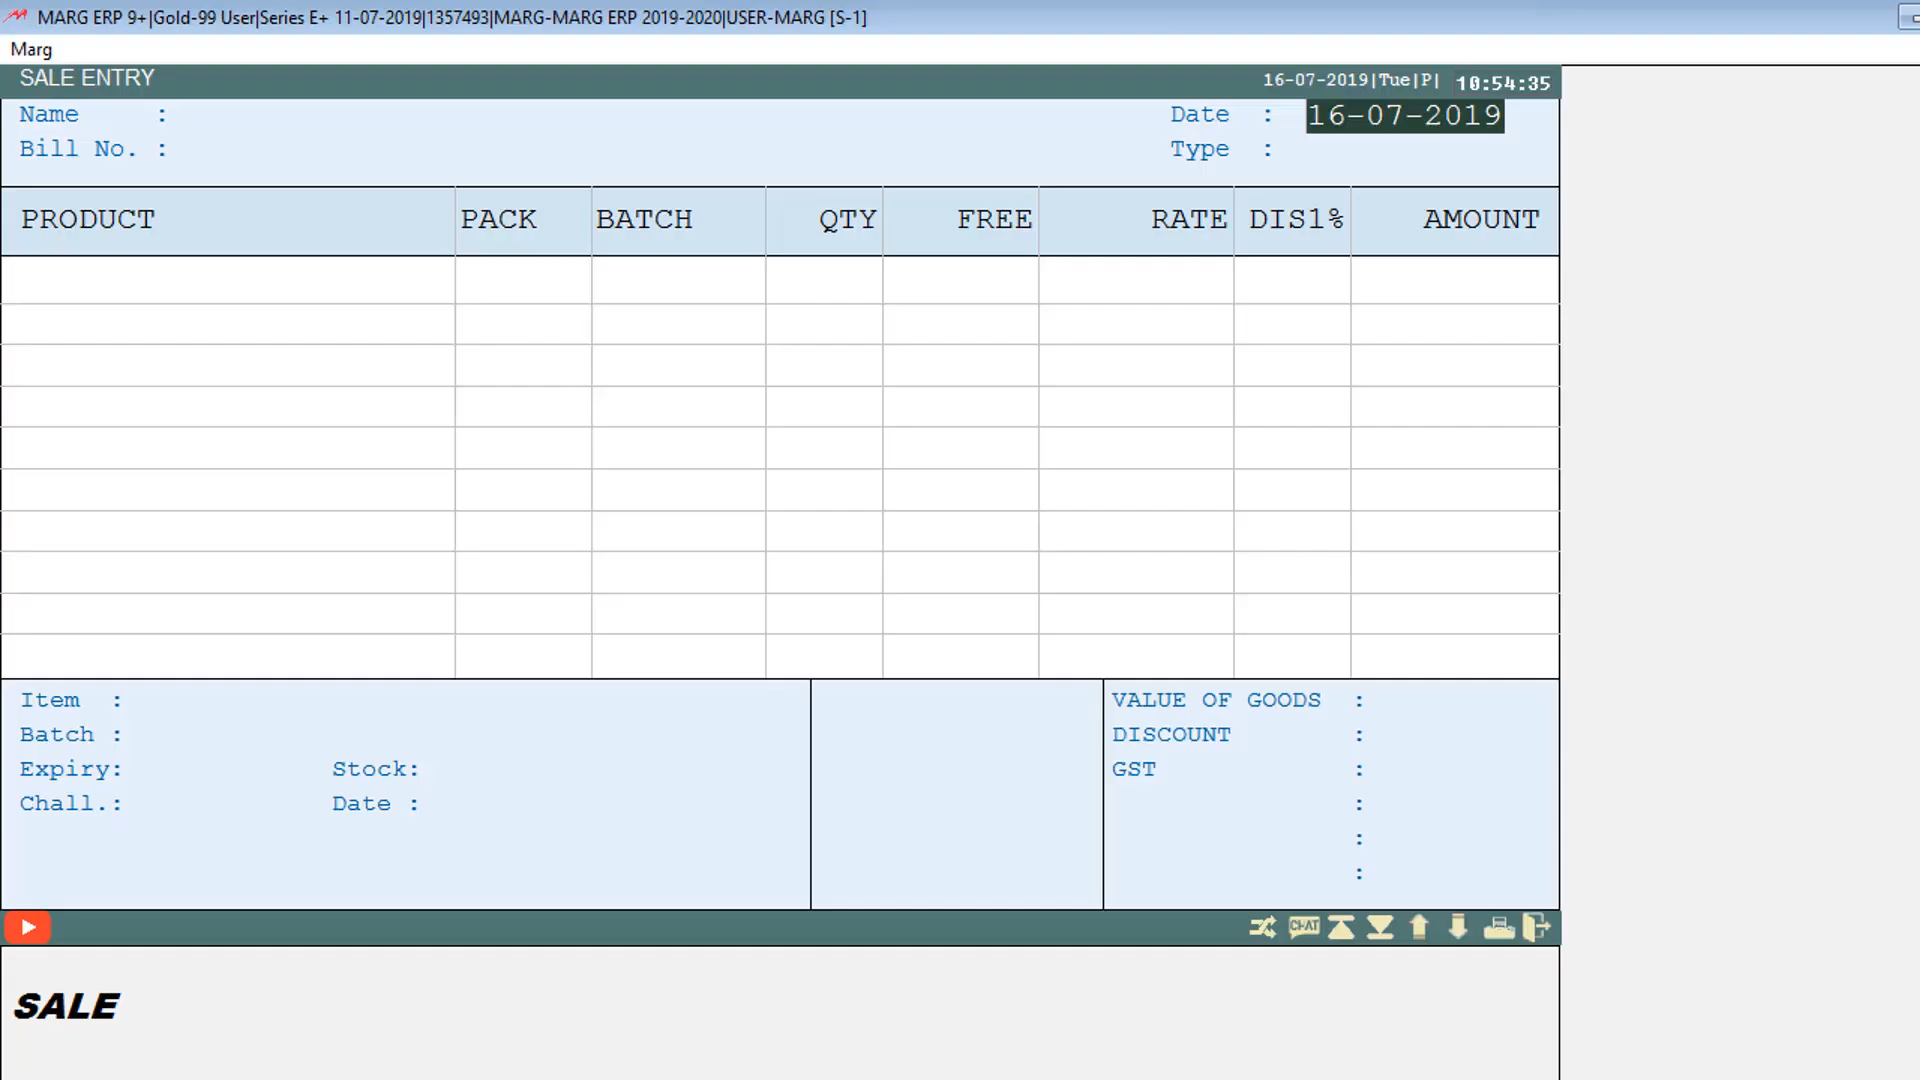 MARG ERP 9+|Gold-99 User|Series E+ 11-07-2019|1357493|MARG-MARG ERP 2019-2020|USER-MARG [S-1]
Marg
SALE ENTRY 16-07-2019|Tue|P| 10:54:35
Name : Date : 16-07-2019
Bill No. : Type :
PRODUCT PACK BATCH QTY FREE RATE DIS1% AMOUNT
Item : VALUE OF GOODS :
Batch : DISCOUNT :
Expiry: Stock: GST :
Chall.: Date : :
:
:
CHAT
SALE